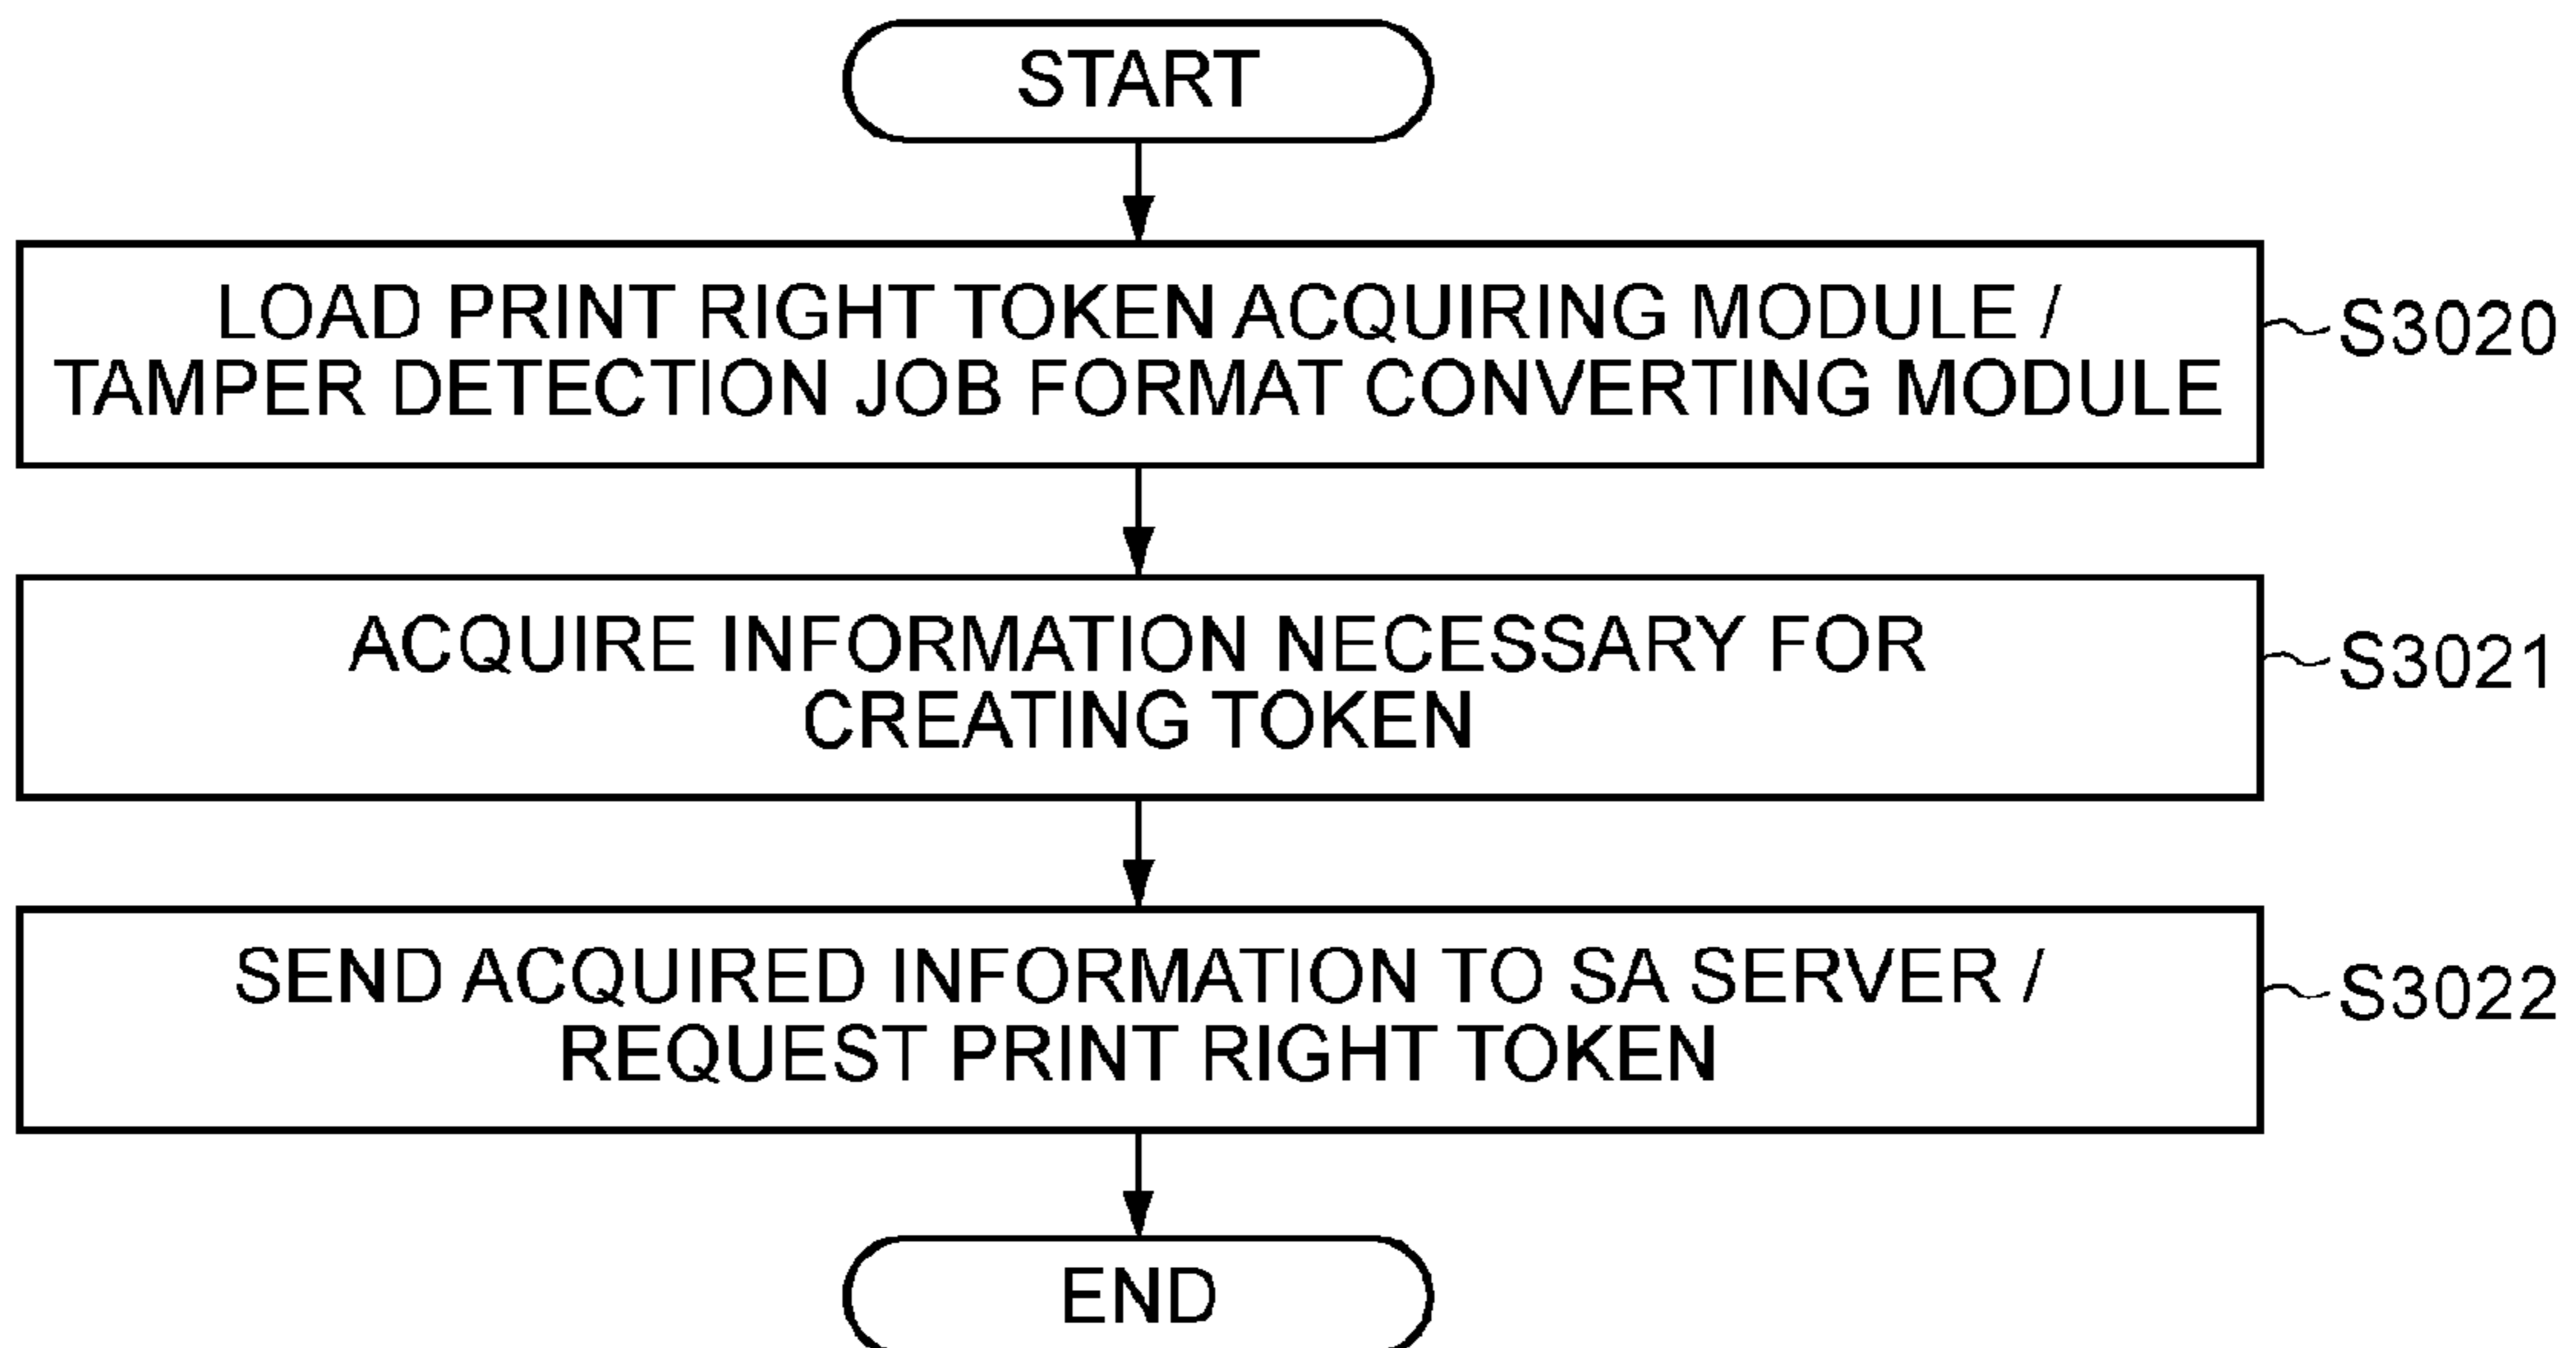 START
LOAD PRINT RIGHT TOKEN ACQUIRING MODULE /
TAMPER DETECTION JOB FORMAT CONVERTING MODULE
S3020
ACQUIRE INFORMATION NECESSARY FOR
CREATING TOKEN
S3021
SEND ACQUIRED INFORMATION TO SA SERVER /
REQUEST PRINT RIGHT TOKEN
S3022
END